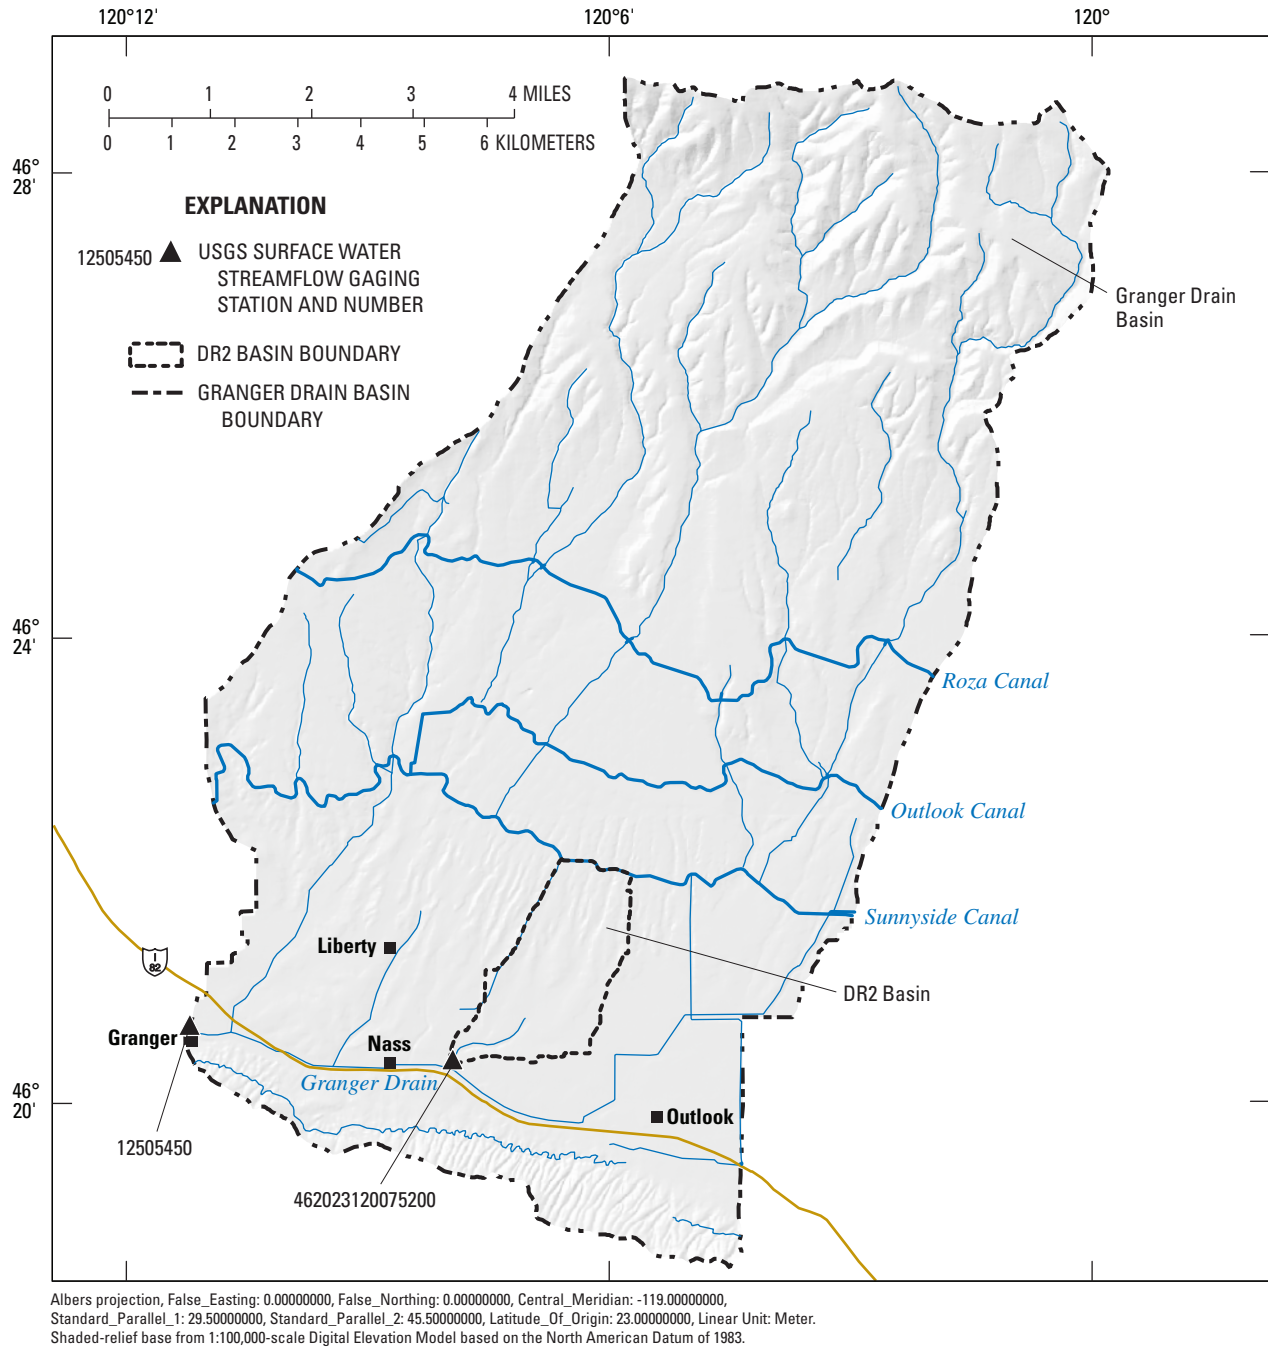 120°12'
120°6'
120°
0 1 2 3 4 MILES
0 1 2 3 4 5 6 KILOMETERS
46°
28'
EXPLANATION
12505450
USGS SURFACE WATER
STREAMFLOW GAGING
STATION AND NUMBER
DR2 BASIN BOUNDARY
GRANGER DRAIN BASIN
BOUNDARY
Granger Drain
Basin
46°
24'
Roza Canal
Outlook Canal
Sunnyside Canal
Liberty
I
82
DR2 Basin
Granger
Nass
Granger Drain
46°
20'
Outlook
12505450
462023120075200
Albers projection, False_Easting: 0.00000000, False_Northing: 0.00000000, Central_Meridian: -119.00000000,
Standard_Parallel_1: 29.50000000, Standard_Parallel_2: 45.50000000, Latitude_Of_Origin: 23.00000000, Linear Unit: Meter.
Shaded-relief base from 1:100,000-scale Digital Elevation Model based on the North American Datum of 1983.